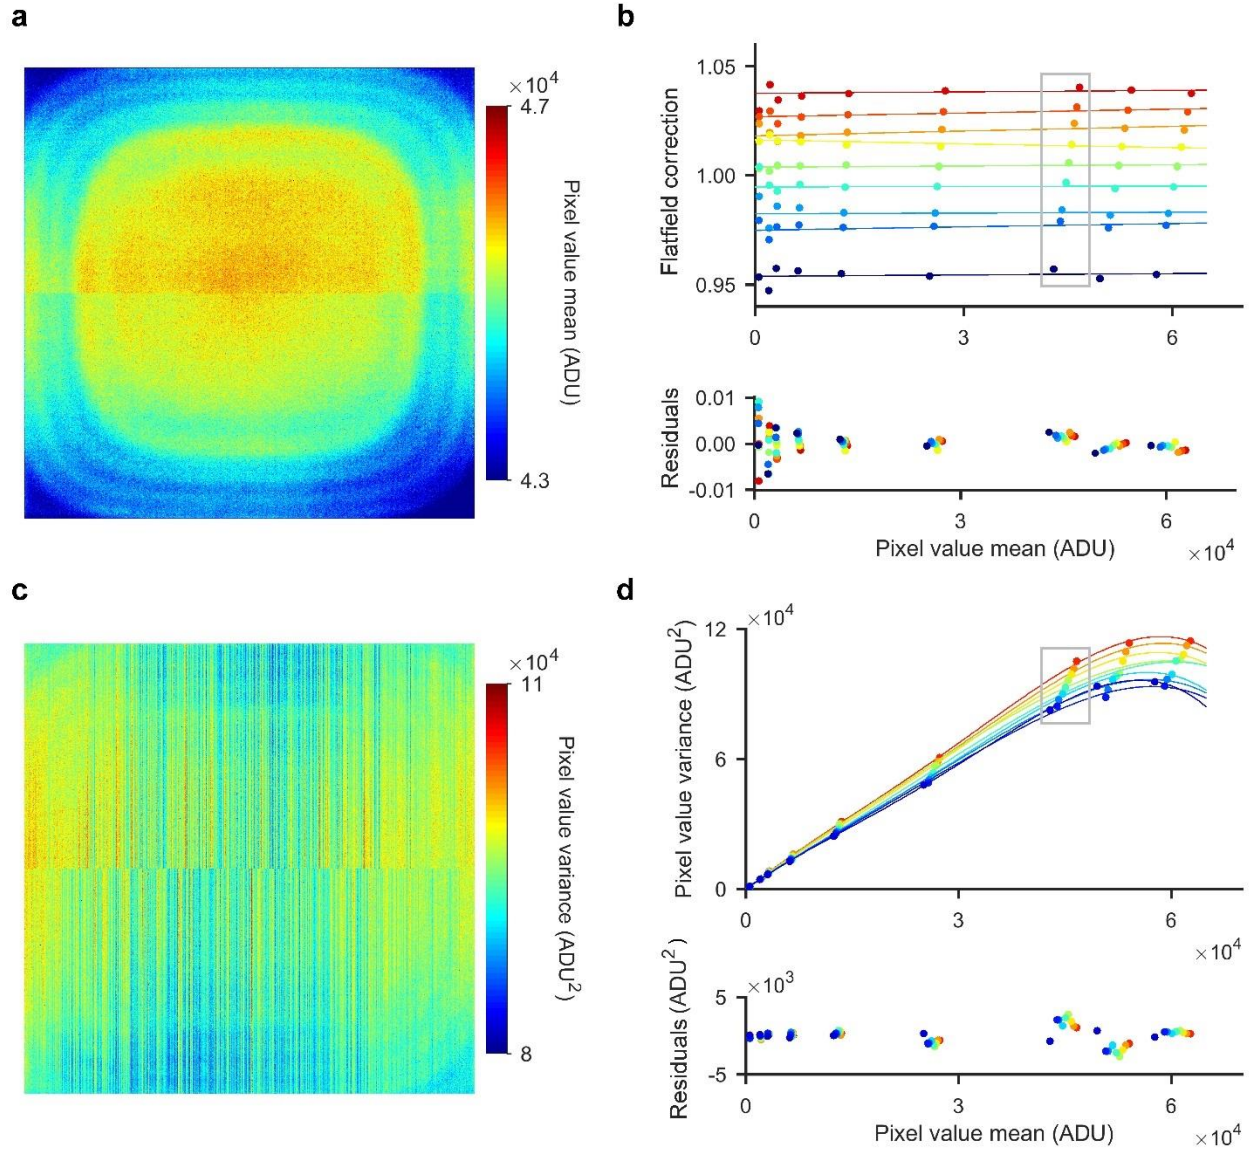 a
×10⁴
4.7
Pixel value mean (ADU)
4.3
b
1.05
1.00
0.95
Flatfield correction
0
3
6
0.01
0.00
-0.01
Residuals
0
3
6
Pixel value mean (ADU)
×10⁴
c
×10⁴
11
Pixel value variance (ADU²)
8
d
×10⁴
12
6
0
Pixel value variance (ADU²)
0
3
6
×10⁴
×10³
5
-5
Residuals (ADU²)
0
3
6
Pixel value mean (ADU)
×10⁴